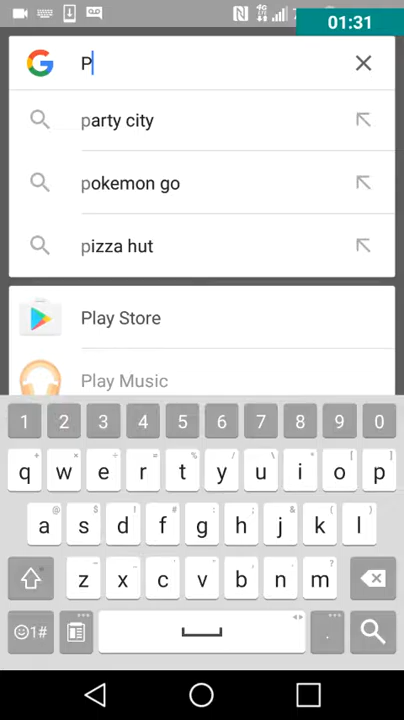 4G
01:31
P
party city
pokemon go
pizza hut
Play Store
Play Music
1 2 3 4 5 6 7 8 9 0
q w e r t y u i o p
a s d f g h j k l
z x c v b n m
☺1# .